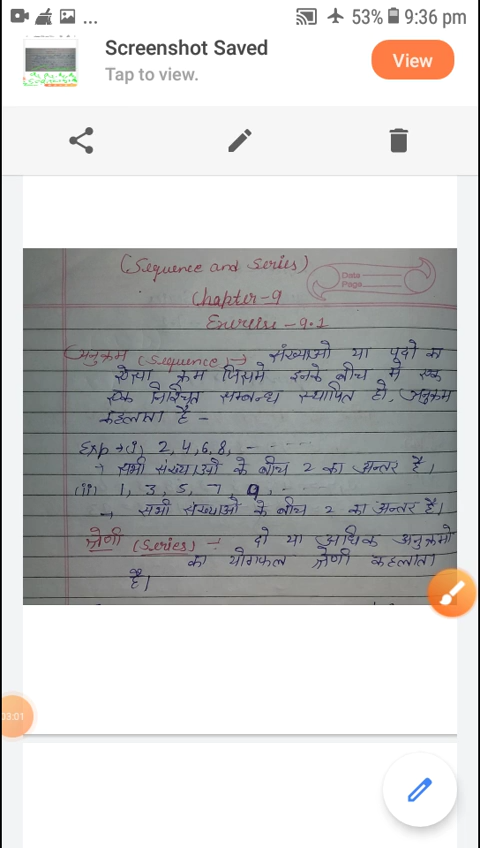 ... 53% 9:36 pm
Screenshot Saved
Tap to view.
View
(Sequence and Series)
Date
Page
Chapter-9
Exercise-9.1
अनुक्रम (Sequence) → संख्याओ या पदो का
ऐसा क्रम जिसमे इनके बीच मे एक
एक निश्चित सम्बन्ध स्थापित हो, अनुक्रम
कहलाता है -
Exp → (i) 2, 4, 6, 8, - - - -
→ सभी संख्याओ के बीच 2 का अन्तर है।
(ii) 1, 3, 5, 7, 9, - - -
→ सभी संख्याओ के बीच 2 का अन्तर है।
श्रेणी (Series) :- दो या अधिक अनुक्रमो
का योगफल श्रेणी कहलाता
है।
03:01